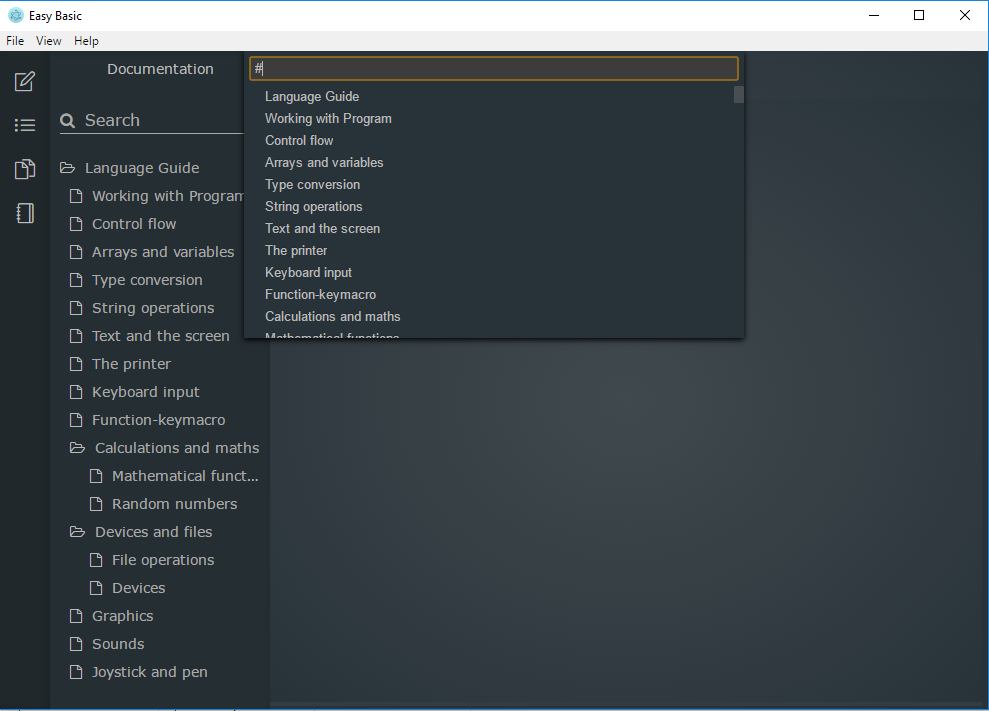 Easy Basic
File View Help
Documentation
Search
Language Guide
Working with Program
Control flow
Arrays and variables
Type conversion
String operations
Text and the screen
The printer
Keyboard input
Function-keymacro
Calculations and maths
Mathematical funct...
Random numbers
Devices and files
File operations
Devices
Graphics
Sounds
Joystick and pen
#
Language Guide
Working with Program
Control flow
Arrays and variables
Type conversion
String operations
Text and the screen
The printer
Keyboard input
Function-keymacro
Calculations and maths
Mathematical functions